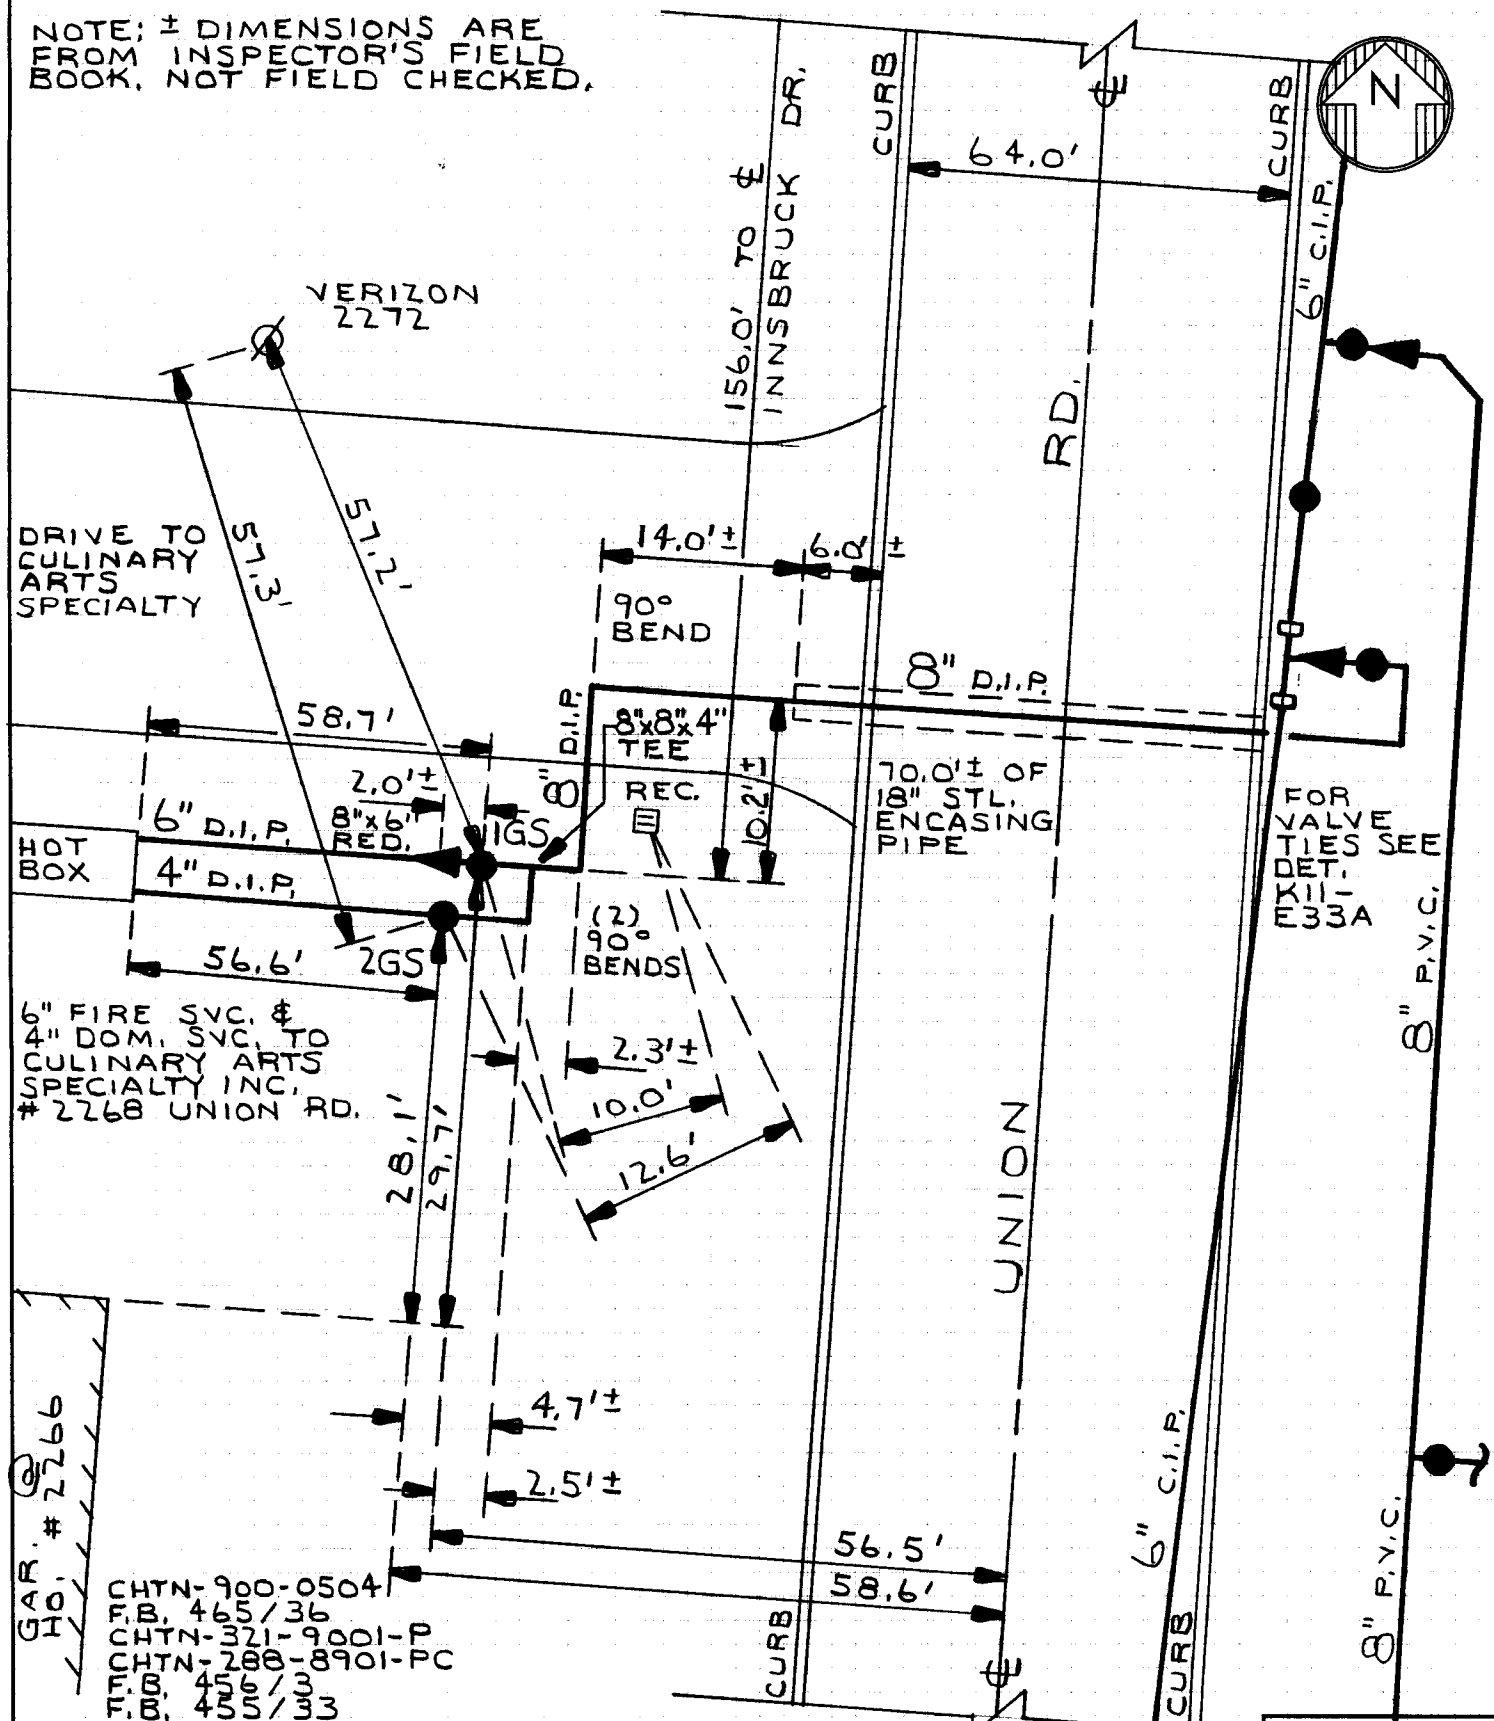 NOTE: ± DIMENSIONS ARE
FROM INSPECTOR'S FIELD
BOOK. NOT FIELD CHECKED.
CURB
℄
CURB
N
64.0'
156.0' TO ℄
INNSBRUCK DR.
6" C.I.P.
VERIZON
2272
RD.
57.2'
57.3'
DRIVE TO
CULINARY
ARTS
SPECIALTY
14.0'±
6.0'±
90°
BEND
8" D.I.P.
58.7'
8" D.I.P.
8"x8"x4"
TEE
REC.
10.2'±
2.0'±
8"x6"
RED.
1GS
70.0'± OF
18" STL.
ENCASING
PIPE
FOR
VALVE
TIES SEE
DET.
K11-
E33A
HOT
BOX
6" D.I.P.
4" D.I.P.
8" P.V.C.
(2)
90°
BENDS
56.6'
2GS
6" FIRE SVC. &
4" DOM. SVC. TO
CULINARY ARTS
SPECIALTY INC.
# 2268 UNION RD.
2.3'±
10.0'
12.6'
28.1'
29.7'
UNION
4.7'±
2.5'±
56.5'
58.6'
GAR. @
HO. # 2266
6" C.I.P.
8" P.V.C.
CHTN-900-0504
F.B. 465/36
CHTN-321-9001-P
CHTN-288-8901-PC
F.B. 456/3
F.B. 455/33
CURB
℄
CURB